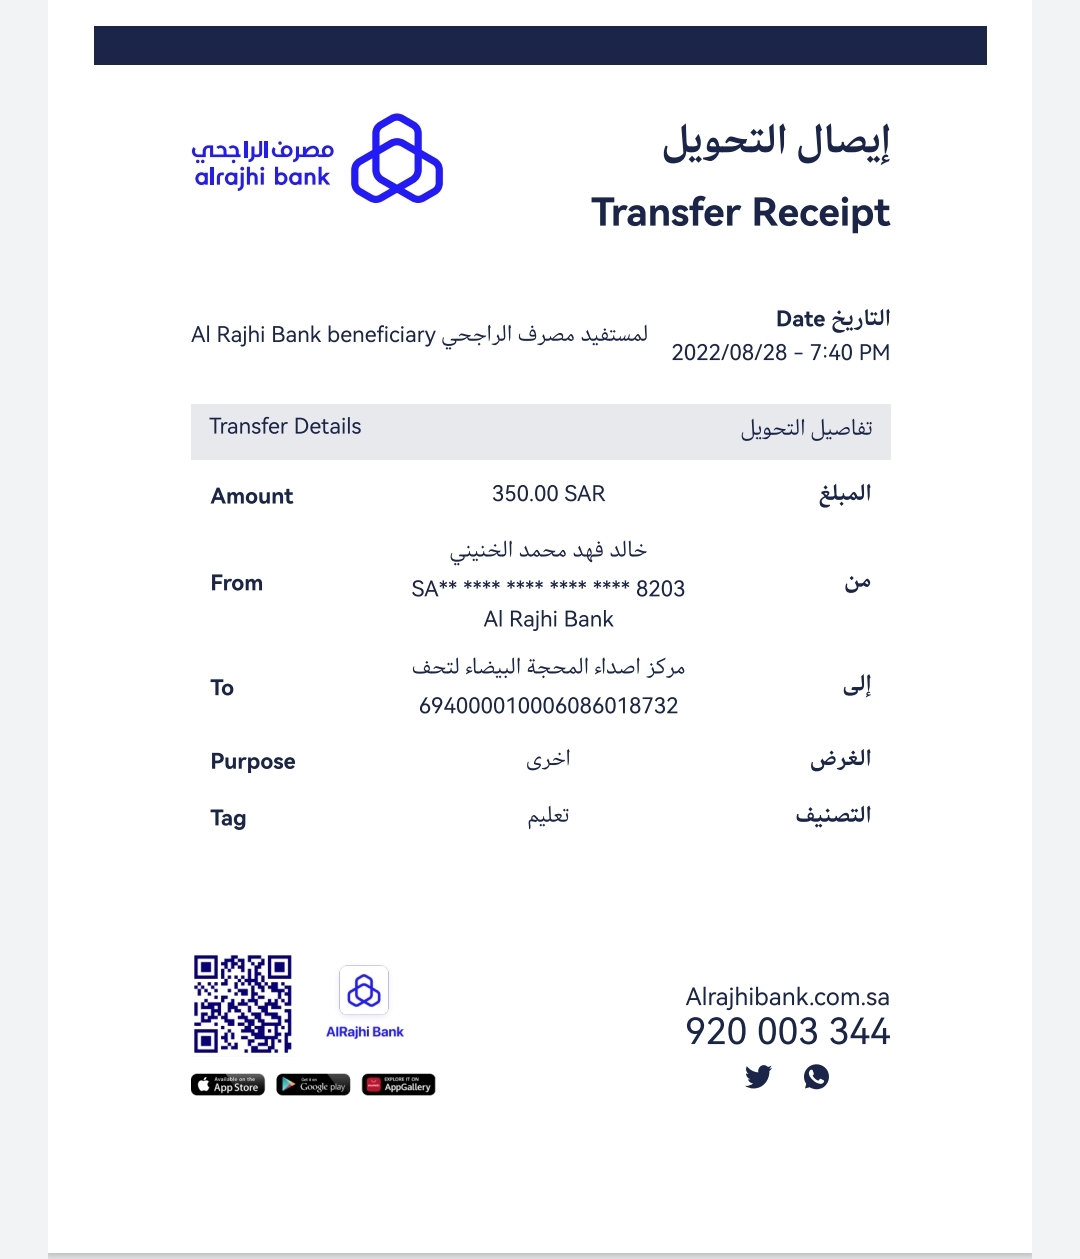 مصرف الراجحي
alrajhi bank
إيصال التحويل
Transfer Receipt
التاريخ Date
2022/08/28 - 7:40 PM
لمستفيد مصرف الراجحي Al Rajhi Bank beneficiary
Transfer Details تفاصيل التحويل
Amount 350.00 SAR المبلغ
خالد فهد محمد الخنيني
From SA** **** **** **** **** 8203 من
Al Rajhi Bank
مركز اصداء المحجة البيضاء لتحف
To 694000010006086018732 إلى
Purpose اخرى الغرض
Tag تعليم التصنيف
AlRajhi Bank
Available on the App Store
Get it on Google play
EXPLORE IT ON AppGallery
Alrajhibank.com.sa
920 003 344